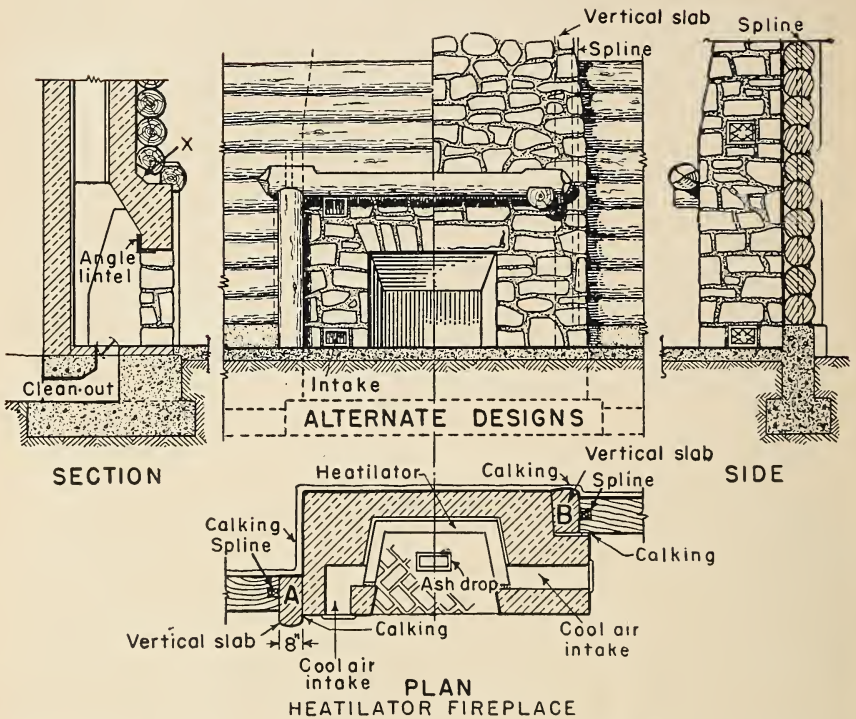 Vertical slab
Spline
Spline
X
Angle
lintel
Clean-out
Intake
ALTERNATE DESIGNS
SECTION
SIDE
Heatilator
Calking
Vertical slab
Spline
B
Calking
Spline
Calking
Ash drop
A
Vertical slab
8"
Calking
Cool air
intake
Cool air
intake
PLAN
HEATILATOR FIREPLACE